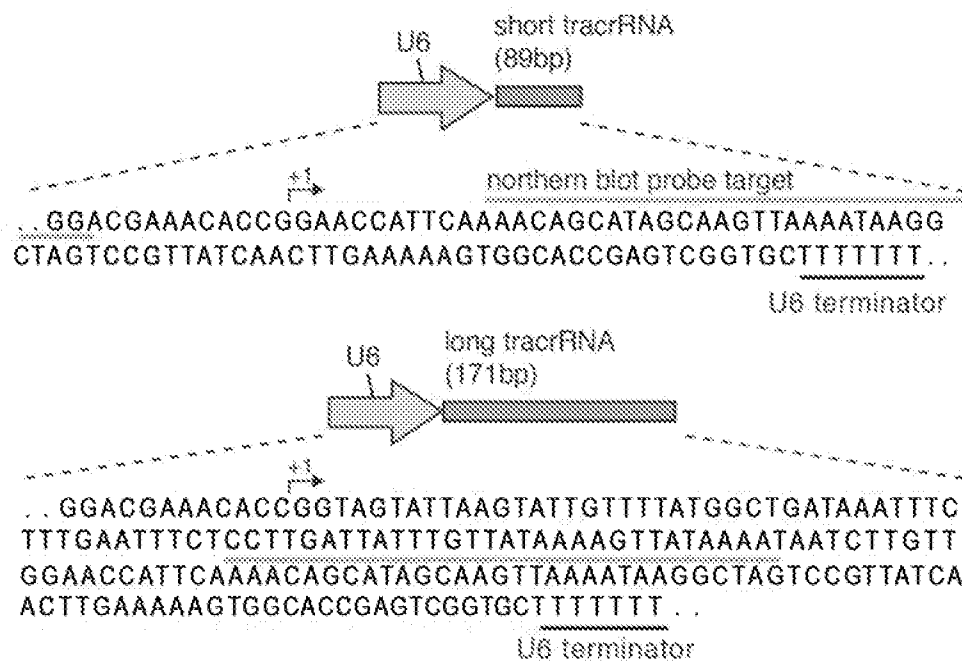 U6
short tracrRNA
(89bp)
+1
northern blot probe target
..GGACGAAACACCGGAACCATTCAAAACAGCATAGCAAGTTAAAATAAGG
CTAGTCCGTTATCAACTTGAAAAAGTGGCACCGAGTCGGTGCTTTTTTT..
U6 terminator
U6
long tracrRNA
(171bp)
+1
..GGACGAAACACCGGTAGTATTAAGTATTGTTTTATGGCTGATAAATTTC
TTTGAATTTCTCCTTGATTATTTGTTATAAAAGTTATAAAATAATCTTGTT
GGAACCATTCAAAACAGCATAGCAAGTTAAAATAAGGCTAGTCCGTTATCA
ACTTGAAAAAGTGGCACCGAGTCGGTGCTTTTTTT..
U6 terminator